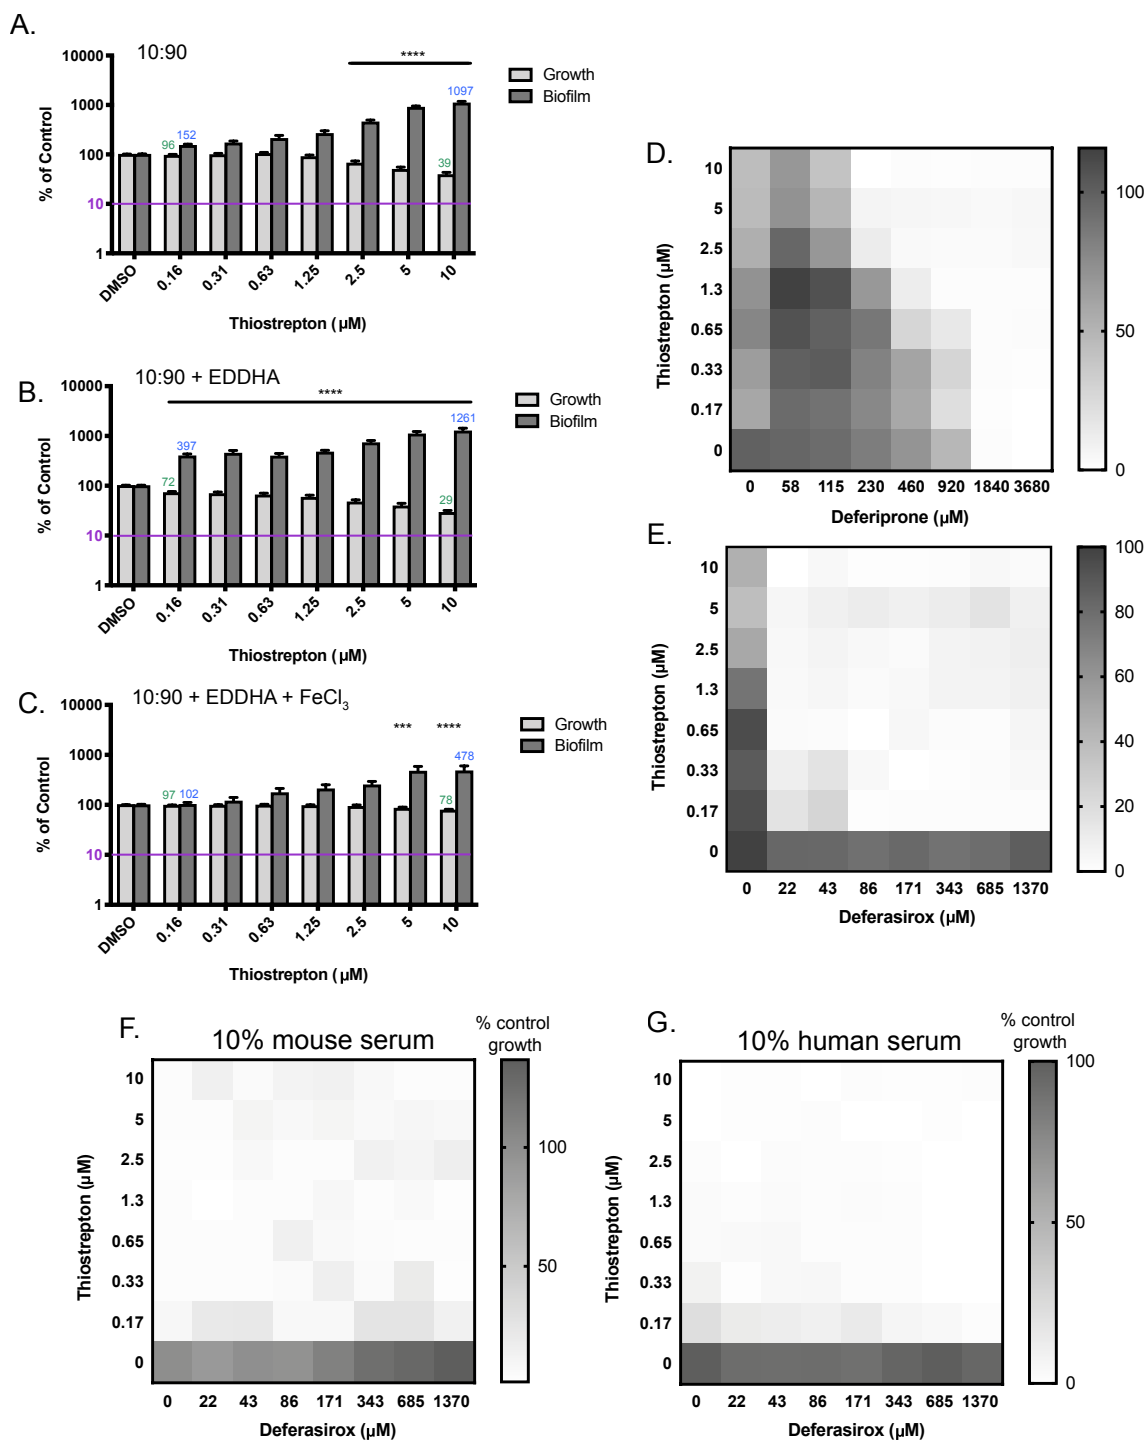 A.
10:90
****
10000
1000
100
10
1
% of Control
96
152
39
1097
Growth
Biofilm
DMSO
0.16
0.31
0.63
1.25
2.5
5
10
Thiostrepton (µM)
B.
10:90 + EDDHA
****
10000
1000
100
10
1
% of Control
72
397
29
1261
Growth
Biofilm
DMSO
0.16
0.31
0.63
1.25
2.5
5
10
Thiostrepton (µM)
C.
10:90 + EDDHA + FeCl3
*** ****
10000
1000
100
10
1
% of Control
97 102
78
478
Growth
Biofilm
DMSO
0.16
0.31
0.63
1.25
2.5
5
10
Thiostrepton (µM)
D.
Thiostrepton (µM)
10
5
2.5
1.3
0.65
0.33
0.17
0
0 58 115 230 460 920 1840 3680
Deferiprone (µM)
100
50
0
E.
Thiostrepton (µM)
10
5
2.5
1.3
0.65
0.33
0.17
0
0 22 43 86 171 343 685 1370
Deferasirox (µM)
100
80
60
40
20
0
F.
10% mouse serum
% control
growth
Thiostrepton (µM)
10
5
2.5
1.3
0.65
0.33
0.17
0
0 22 43 86 171 343 685 1370
Deferasirox (µM)
100
50
G.
10% human serum
% control
growth
Thiostrepton (µM)
10
5
2.5
1.3
0.65
0.33
0.17
0
0 22 43 86 171 343 685 1370
Deferasirox (µM)
100
50
0